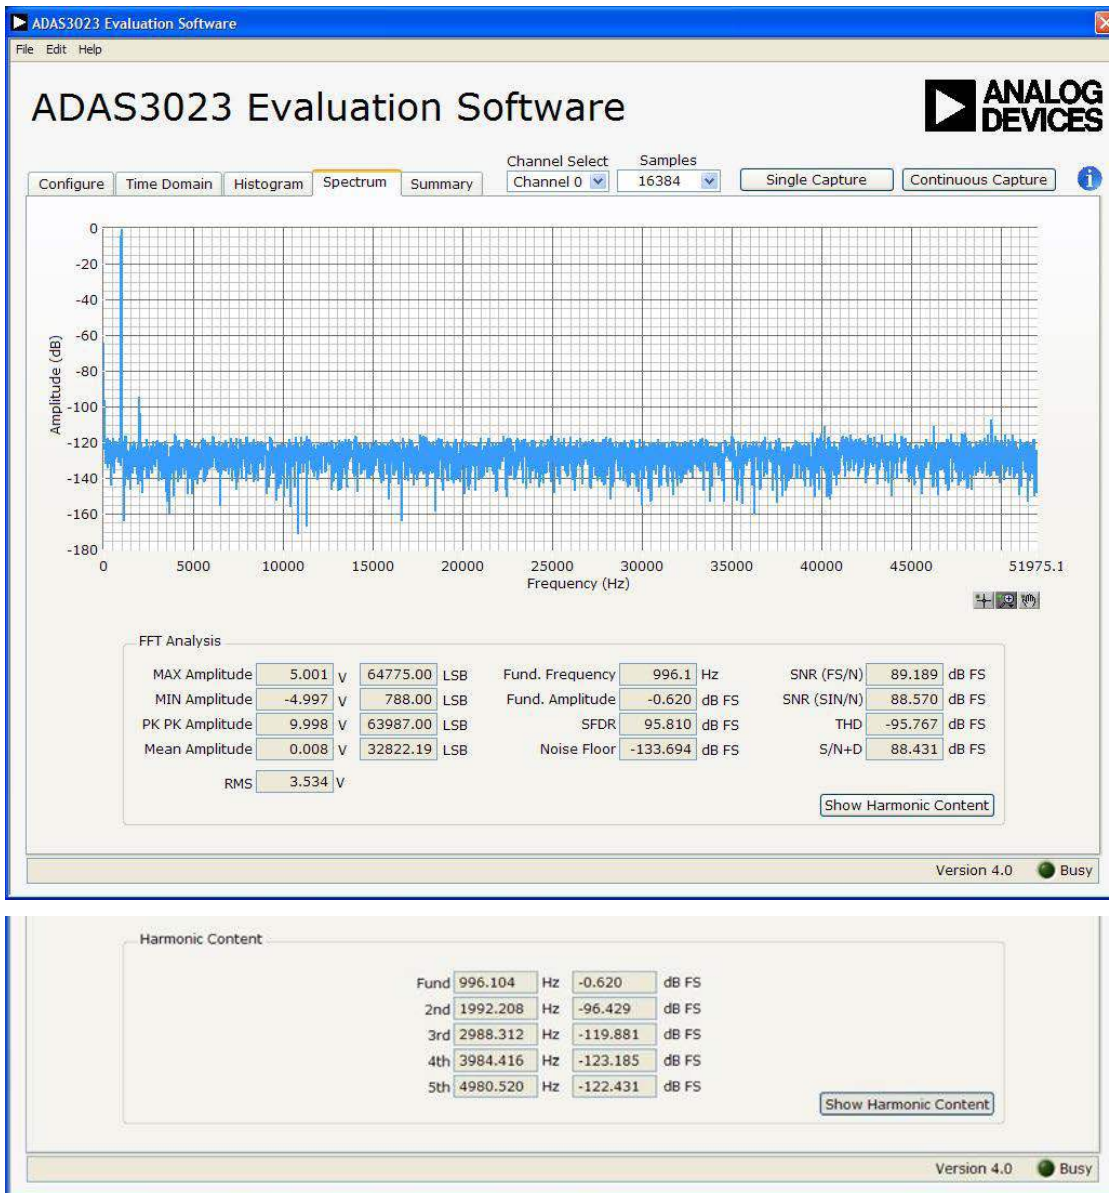 ADAS3023 Evaluation Software
File Edit Help
ADAS3023 Evaluation Software
ANALOG
DEVICES
Channel Select Samples
Configure Time Domain Histogram Spectrum Summary Channel 0 16384 Single Capture Continuous Capture i
0
-20
-40
-60
-80
-100
-120
-140
-160
-180
Amplitude (dB)
0 5000 10000 15000 20000 25000 30000 35000 40000 45000 51975.1
Frequency (Hz)
FFT Analysis
MAX Amplitude 5.001 V 64775.00 LSB Fund. Frequency 996.1 Hz SNR (FS/N) 89.189 dB FS
MIN Amplitude -4.997 V 788.00 LSB Fund. Amplitude -0.620 dB FS SNR (SIN/N) 88.570 dB FS
PK PK Amplitude 9.998 V 63987.00 LSB SFDR 95.810 dB FS THD -95.767 dB FS
Mean Amplitude 0.008 V 32822.19 LSB Noise Floor -133.694 dB FS S/N+D 88.431 dB FS
RMS 3.534 V
Show Harmonic Content
Version 4.0 Busy
Harmonic Content
Fund 996.104 Hz -0.620 dB FS
2nd 1992.208 Hz -96.429 dB FS
3rd 2988.312 Hz -119.881 dB FS
4th 3984.416 Hz -123.185 dB FS
5th 4980.520 Hz -122.431 dB FS
Show Harmonic Content
Version 4.0 Busy